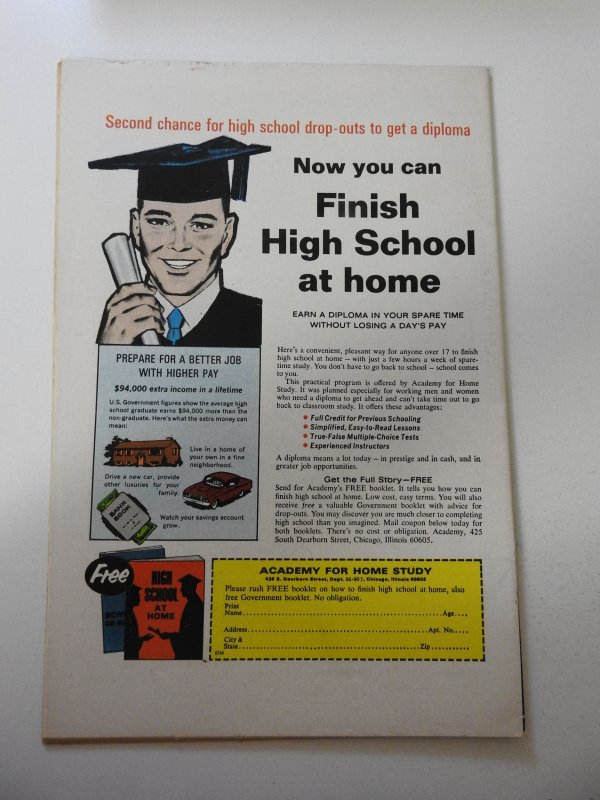 Second chance for high school drop-outs to get a diploma
Now you can
Finish
High School
at home
EARN A DIPLOMA IN YOUR SPARE TIME
WITHOUT LOSING A DAY'S PAY
PREPARE FOR A BETTER JOB
WITH HIGHER PAY
$94,000 extra income in a lifetime
U.S. Government figures show the average high
school graduate earns $94,000 more than the
non-graduate. Here's what the extra money can
mean:
Live in a home of
your own in a fine
neighborhood.
Drive a new car, provide
other luxuries for your
family.
BANK
BOOK
Watch your savings account
grow.
Here's a convenient, pleasant way for anyone over 17 to finish
high school at home — with just a few hours a week of spare-
time study. You don't have to go back to school — school comes
to you.
This practical program is offered by Academy for Home
Study. It was planned especially for working men and women
who need a diploma to get ahead and can't take time out to go
back to classroom study. It offers these advantages:
• Full Credit for Previous Schooling
• Simplified, Easy-to-Read Lessons
• True-False Multiple-Choice Tests
• Experienced Instructors
A diploma means a lot today — in prestige and in cash, and in
greater job opportunities.
Get the Full Story—FREE
Send for Academy's FREE booklet. It tells you how you can
finish high school at home. Low cost, easy terms. You will also
receive free a valuable Government booklet with advice for
drop-outs. You may discover you are much closer to completing
high school than you imagined. Mail coupon below today for
both booklets. There's no cost or obligation. Academy, 425
South Dearborn Street, Chicago, Illinois 60605.
Free
HIGH
SCHOOL
AT
HOME
ACADEMY FOR HOME STUDY
425 S. Dearborn Street, Dept. Chicago, Illinois 60605
Please rush FREE booklet on how to finish high school at home, also
free Government booklet. No obligation.
Print
Name Age
Address Apt. No.
City &
State Zip